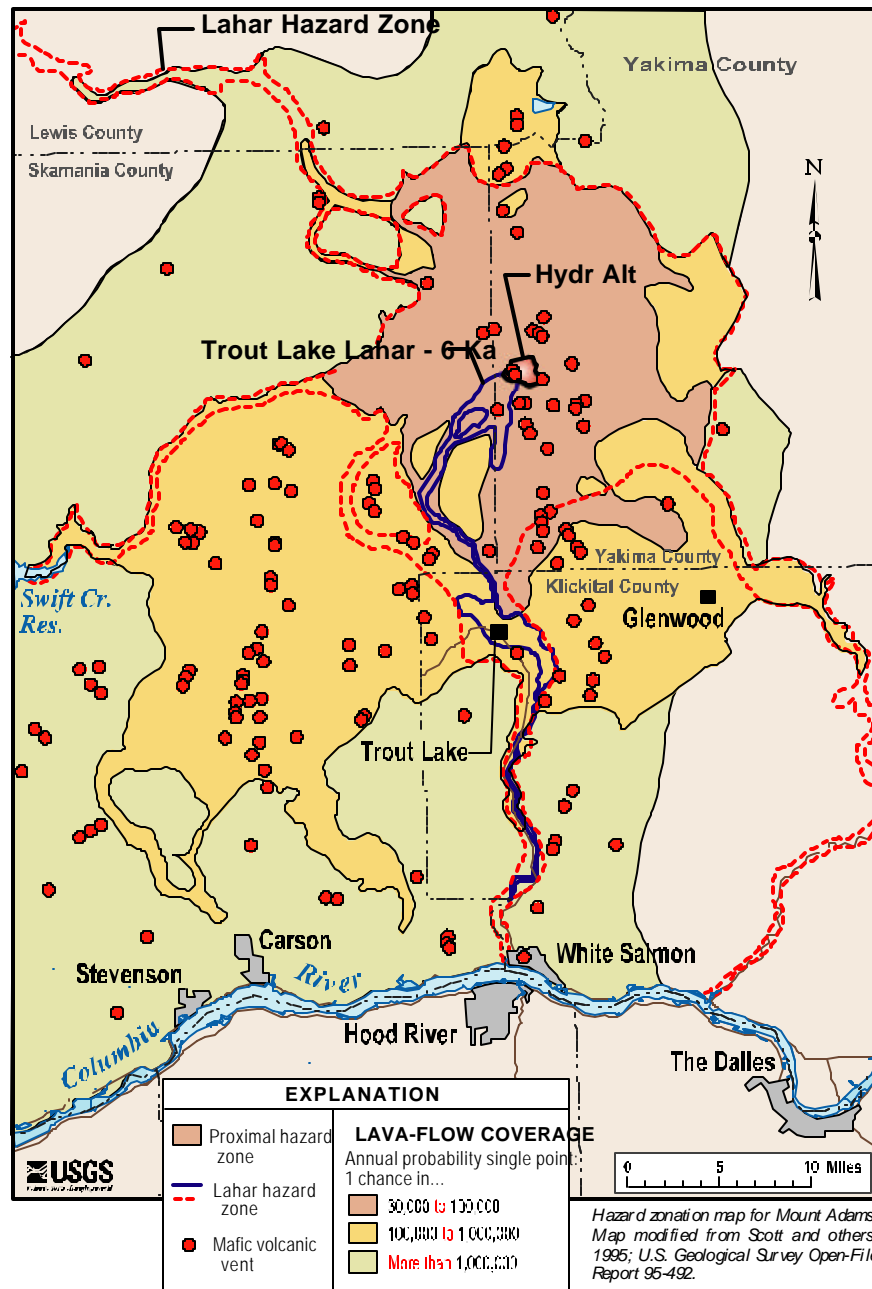 Lahar Hazard Zone
Yakima County
Lewis County
Skamania County
N
Hydr Alt
Trout Lake Lahar - 6 Ka
Yakima County
Klickital County
Swift Cr.
Res.
Glenwood
Trout Lake
Carson
White Salmon
Stevenson
River
Hood River
Columbia
The Dalles
EXPLANATION
Proximal hazard
zone
Lahar hazard
zone
Mafic volcanic
vent
LAVA-FLOW COVERAGE
Annual probability single point:
1 chance in...
30,000 to 100,000
100,000 to 1,000,000
More than 1,000,000
USGS
0 5 10 Miles
Hazard zonation map for Mount Adams
Map modified from Scott and others
1995; U.S. Geological Survey Open-File
Report 95-492.